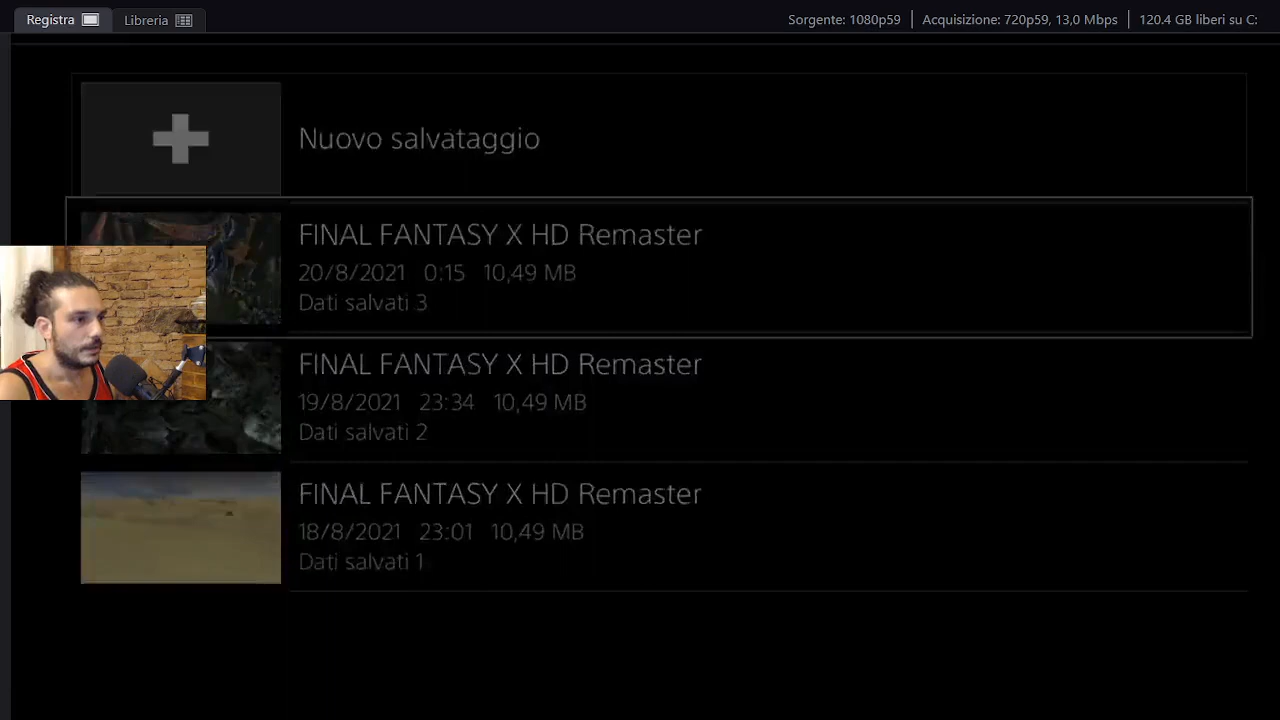 Registra
Libreria
Sorgente: 1080p59
Acquisizione: 720p59, 13,0 Mbps
120.4 GB liberi su C:
Nuovo salvataggio
FINAL FANTASY X HD Remaster
20/8/2021 0:15 10,49 MB
Dati salvati 3
FINAL FANTASY X HD Remaster
19/8/2021 23:34 10,49 MB
Dati salvati 2
FINAL FANTASY X HD Remaster
18/8/2021 23:01 10,49 MB
Dati salvati 1